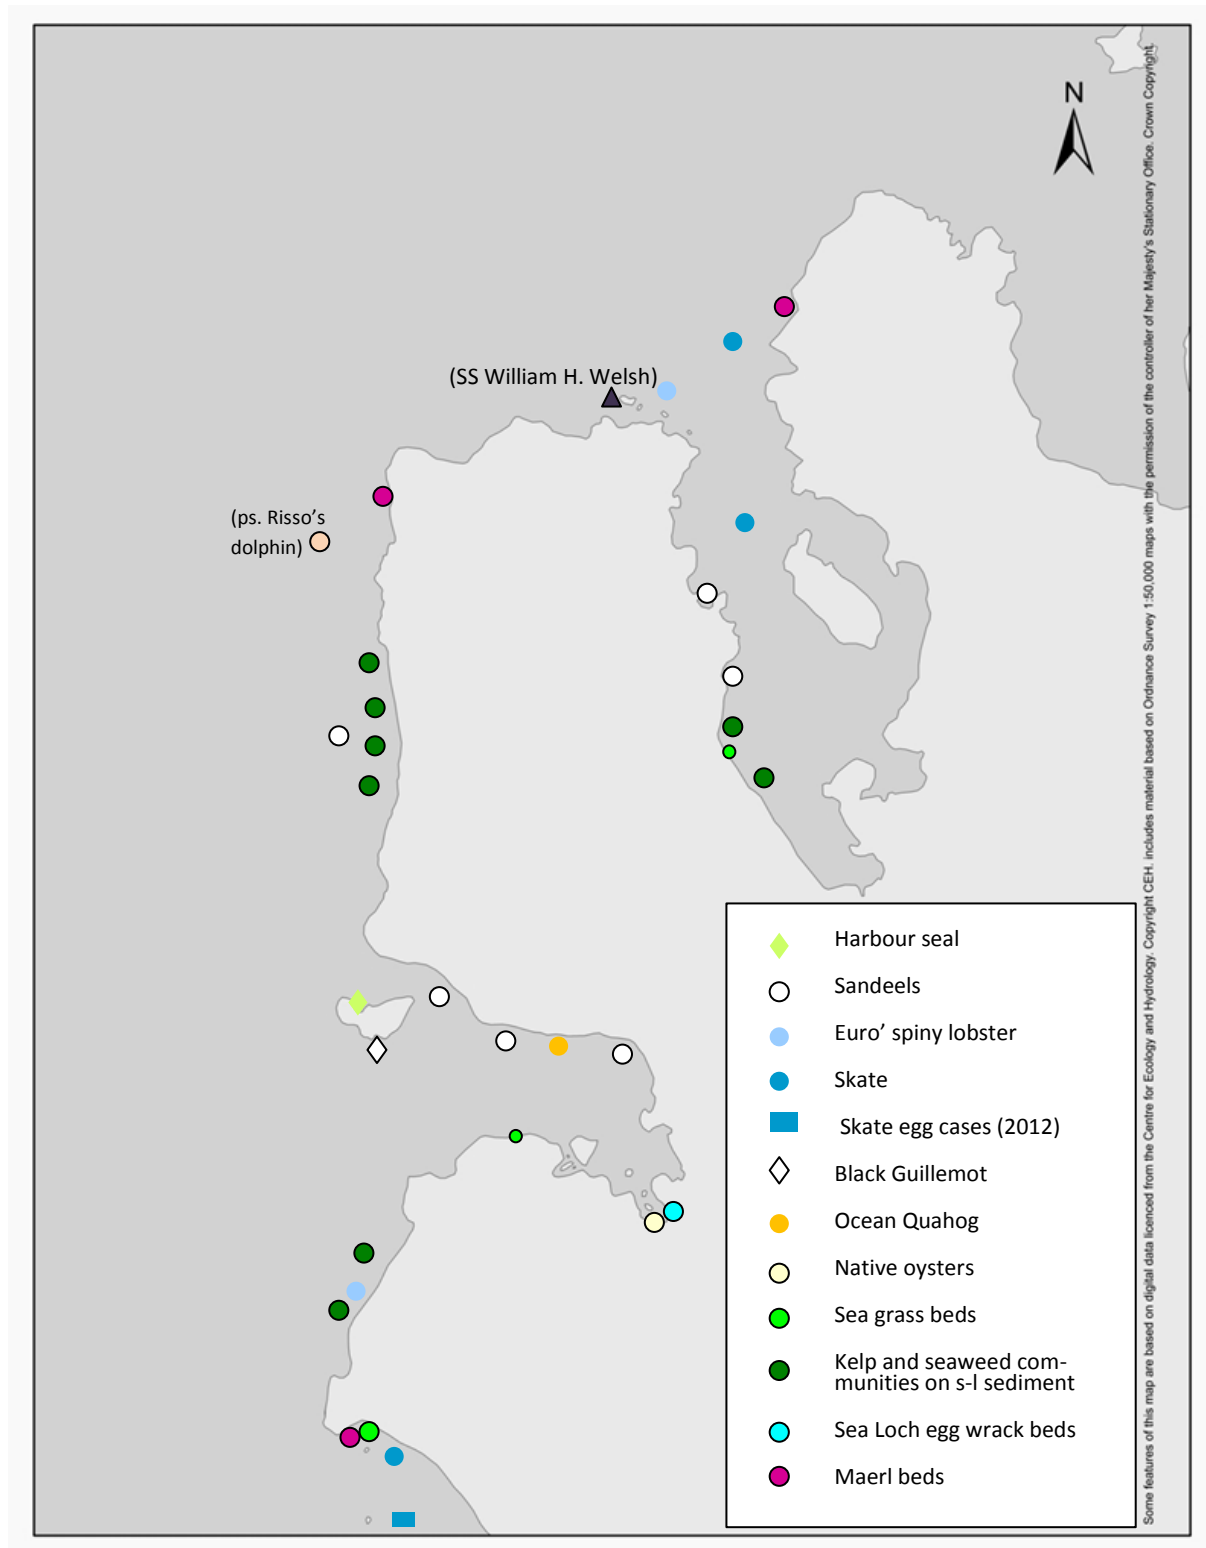 N
(SS William H. Welsh)
(ps. Risso's
dolphin)
Harbour seal
Sandeels
Euro' spiny lobster
Skate
Skate egg cases (2012)
Black Guillemot
Ocean Quahog
Native oysters
Sea grass beds
Kelp and seaweed com-
munities on s-l sediment
Sea Loch egg wrack beds
Maerl beds
Some features of this map are based on digital data licenced from the Centre for Ecology and Hydrology. Copyright CEH. includes material based on Ordnance Survey 1:50,000 maps with the permission of the controller of her Majesty's Stationary Office. Crown Copyright.